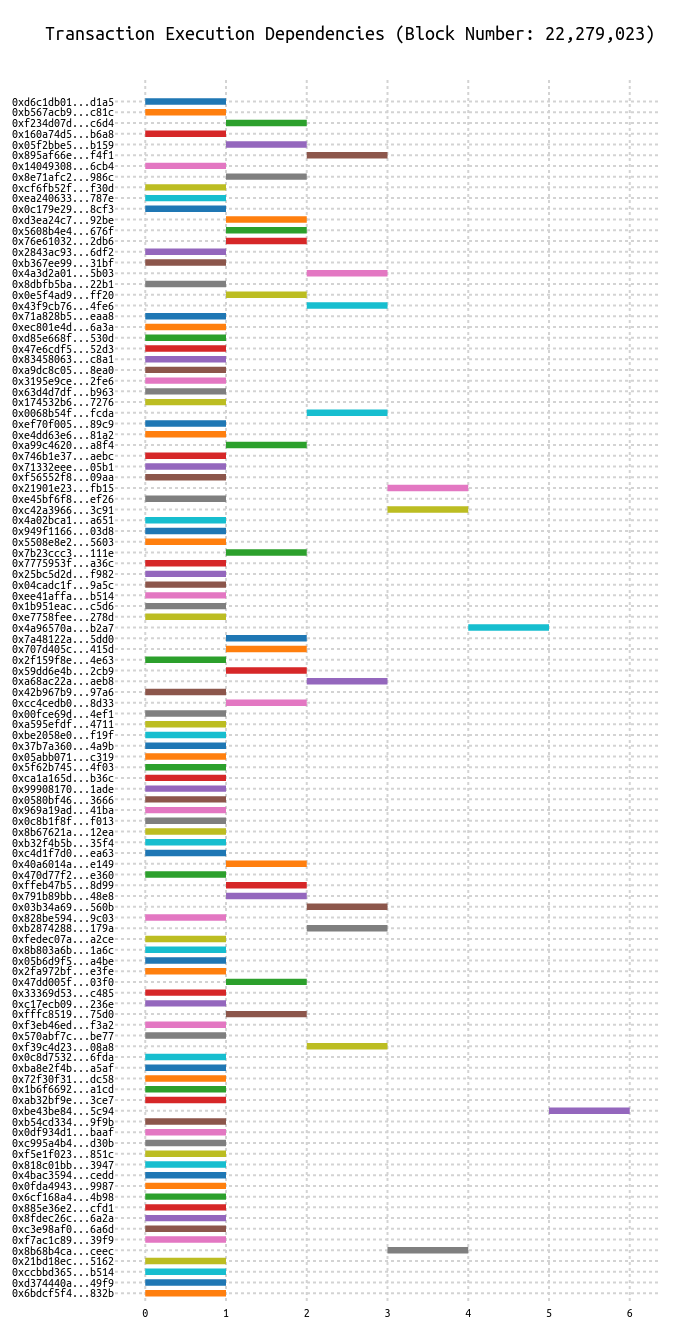 Transaction Execution Dependencies (Block Number: 22,279,023)
0xd6c1db01...d1a5
0xb567acb9...c81c
0xf234d07d...c6d4
0x160a74d5...b6a8
0x05f2bbe5...b159
0x895af66e...f4f1
0x14049308...6cb4
0x8e71afc2...986c
0xcf6fb52f...f30d
0xea240633...787e
0x0c179e29...8cf3
0xd3ea24c7...92be
0x5608b4e4...676f
0x76e61032...2db6
0x2843ac93...6df2
0xb367ee99...31bf
0x4a3d2a01...5b03
0x8dbfb5ba...22b1
0x0e5f4ad9...ff20
0x43f9cb76...4fe6
0x71a828b5...eaa8
0xec801e4d...6a3a
0xd85e668f...530d
0x47e6cdf5...52d3
0x83458063...c8a1
0xa9dc8c05...8ea0
0x3195e9ce...2fe6
0x63d4d7df...b963
0x174532b6...7276
0x0068b54f...fcda
0xef70f005...89c9
0xe4dd63e6...81a2
0xa99c4620...a8f4
0x746b1e37...aebc
0x71332eee...05b1
0xf56552f8...09aa
0x21901e23...fb15
0xe45bf6f8...ef26
0xc42a3966...3c91
0x4a02bca1...a651
0x949f1166...03d8
0x5508e8e2...5603
0x7b23ccc3...111e
0x7775953f...a36c
0x25bc5d2d...f982
0x04cadc1f...9a5c
0xee41affa...b514
0x1b951eac...c5d6
0xe7758fee...278d
0x4a96570a...b2a7
0x7a48122a...5dd0
0x707d405c...415d
0x2f159f8e...4e63
0x59dd6e4b...2cb9
0xa68ac22a...aeb8
0x42b967b9...97a6
0xcc4cedb0...8d33
0x00fce69d...4ef1
0xa595efdf...4711
0xbe2058e0...f19f
0x37b7a360...4a9b
0x05abb071...c319
0x5f62b745...4f03
0xca1a165d...b36c
0x99908170...1ade
0x0580bf46...3666
0x969a19ad...41ba
0x0c8b1f8f...f013
0x8b67621a...12ea
0xb32f4b5b...35f4
0xc4d1f7d0...ea63
0x40a6014a...e149
0x470d77f2...e360
0xffeb47b5...8d99
0x791b89bb...48e8
0x03b34a69...560b
0x828be594...9c03
0xb2874288...179a
0xfedec07a...a2ce
0x8b803a6b...1a6c
0x05b6d9f5...a4be
0x2fa972bf...e3fe
0x47dd005f...03f0
0x33369d53...c485
0xc17ecb09...236e
0xfffc8519...75d0
0xf3eb46ed...f3a2
0x570abf7c...be77
0xf39c4d23...08a8
0x0c8d7532...6fda
0xba8e2f4b...a5af
0x72f30f31...dc58
0x1b6f6692...a1cd
0xab32bf9e...3ce7
0xbe43be84...5c94
0xb54cd334...9f9b
0x0df934d1...baaf
0xc995a4b4...d30b
0xf5e1f023...851c
0x818c01bb...3947
0x4bac3594...cedd
0x0fda4943...9987
0x6cf168a4...4b98
0x885e36e2...cfd1
0x8fdec26c...6a2a
0xc3e98af0...6a6d
0xf7ac1c89...39f9
0x8b68b4ca...ceec
0x21bd18ec...5162
0xccbbd365...b514
0xd374440a...49f9
0x6bdcf5f4...832b
0 1 2 3 4 5 6